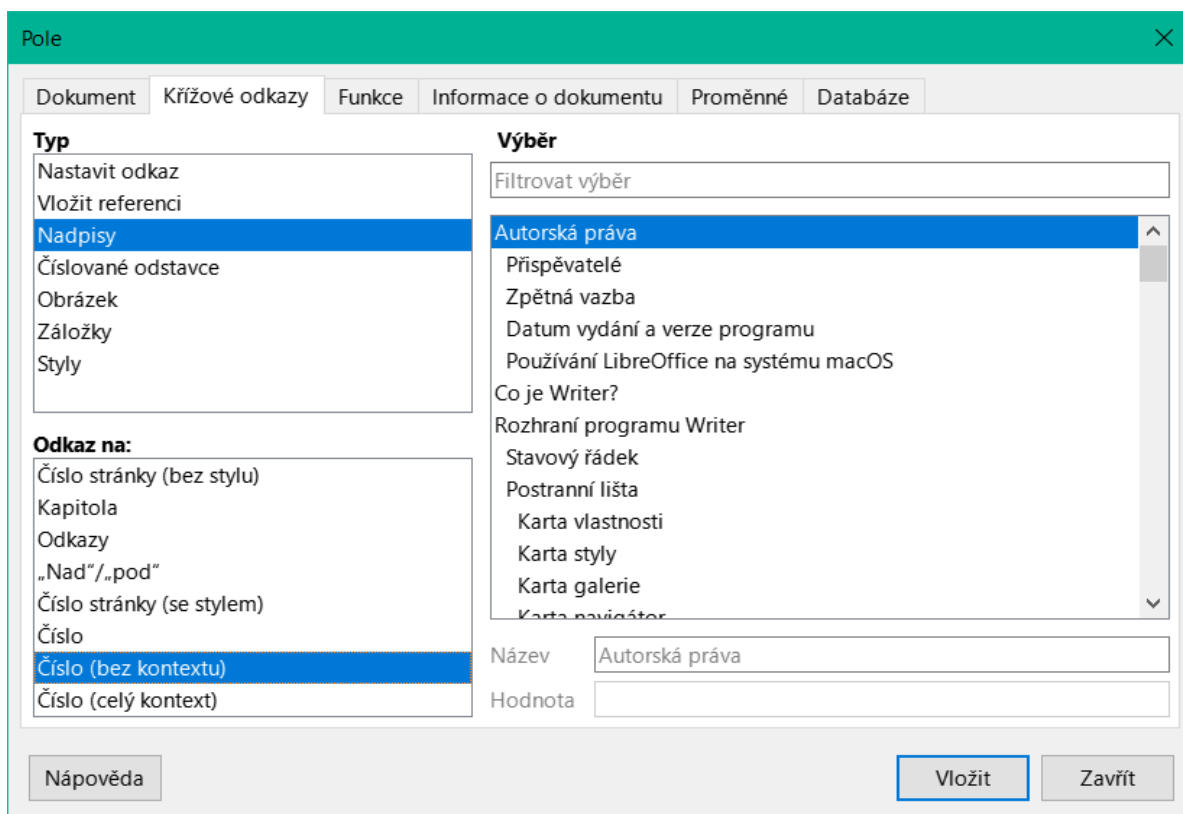 Pole
Dokument Křížové odkazy Funkce Informace o dokumentu Proměnné Databáze
Typ
Nastavit odkaz
Vložit referenci
Nadpisy
Číslované odstavce
Obrázek
Záložky
Styly
Odkaz na:
Číslo stránky (bez stylu)
Kapitola
Odkazy
„Nad“/„pod“
Číslo stránky (se stylem)
Číslo
Číslo (bez kontextu)
Číslo (celý kontext)
Výběr
Filtrovat výběr
Autorská práva
Přispěvatelé
Zpětná vazba
Datum vydání a verze programu
Používání LibreOffice na systému macOS
Co je Writer?
Rozhraní programu Writer
Stavový řádek
Postranní lišta
Karta vlastnosti
Karta styly
Karta galerie
Karta navigátor
Název Autorská práva
Hodnota
Nápověda Vložit Zavřít